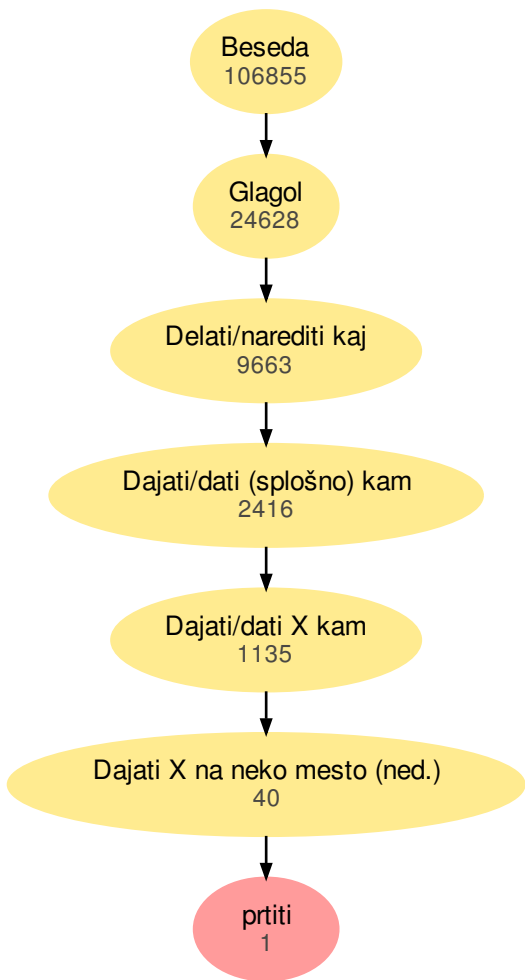 Beseda
106855
Glagol
24628
Delati/narediti kaj
9663
Dajati/dati (splošno) kam
2416
Dajati/dati X kam
1135
Dajati X na neko mesto (ned.)
40
prtiti
1